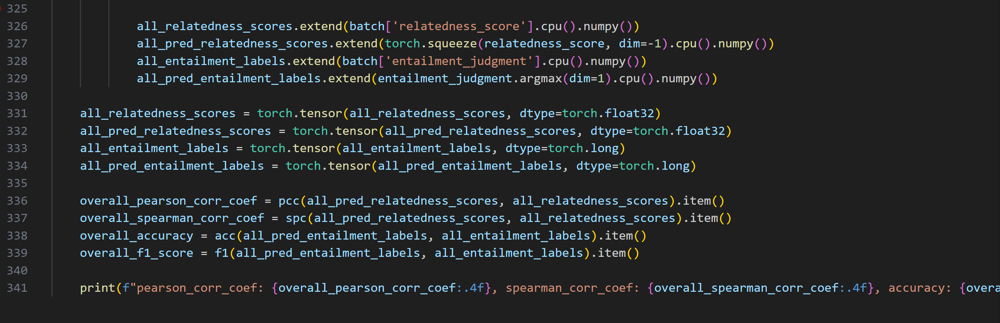 325
326 all_relatedness_scores.extend(batch['relatedness_score'].cpu().numpy())
327 all_pred_relatedness_scores.extend(torch.squeeze(relatedness_score, dim=-1).cpu().numpy())
328 all_entailment_labels.extend(batch['entailment_judgment'].cpu().numpy())
329 all_pred_entailment_labels.extend(entailment_judgment.argmax(dim=1).cpu().numpy())
330
331 all_relatedness_scores = torch.tensor(all_relatedness_scores, dtype=torch.float32)
332 all_pred_relatedness_scores = torch.tensor(all_pred_relatedness_scores, dtype=torch.float32)
333 all_entailment_labels = torch.tensor(all_entailment_labels, dtype=torch.long)
334 all_pred_entailment_labels = torch.tensor(all_pred_entailment_labels, dtype=torch.long)
335
336 overall_pearson_corr_coef = pcc(all_pred_relatedness_scores, all_relatedness_scores).item()
337 overall_spearman_corr_coef = spc(all_pred_relatedness_scores, all_relatedness_scores).item()
338 overall_accuracy = acc(all_pred_entailment_labels, all_entailment_labels).item()
339 overall_f1_score = f1(all_pred_entailment_labels, all_entailment_labels).item()
340
341 print(f"pearson_corr_coef: {overall_pearson_corr_coef:.4f}, spearman_corr_coef: {overall_spearman_corr_coef:.4f}, accuracy: {overa